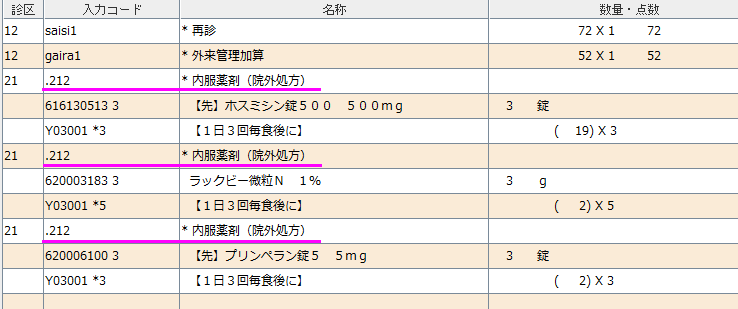 診区 入力コード 名称 数量・点数
12 saisi1 * 再診 72 X 1 72
12 gaira1 * 外来管理加算 52 X 1 52
21 .212 * 内服薬剤（院外処方）
616130513 3 【先】ホスミシン錠５００　５００ｍｇ 3 錠
Y03001 *3 【１日３回毎食後に】 ( 19) X 3
21 .212 * 内服薬剤（院外処方）
620003183 3 ラックビー微粒Ｎ　１％ 3 ｇ
Y03001 *5 【１日３回毎食後に】 ( 2) X 5
21 .212 * 内服薬剤（院外処方）
620006100 3 【先】プリンペラン錠５　５ｍｇ 3 錠
Y03001 *3 【１日３回毎食後に】 ( 2) X 3